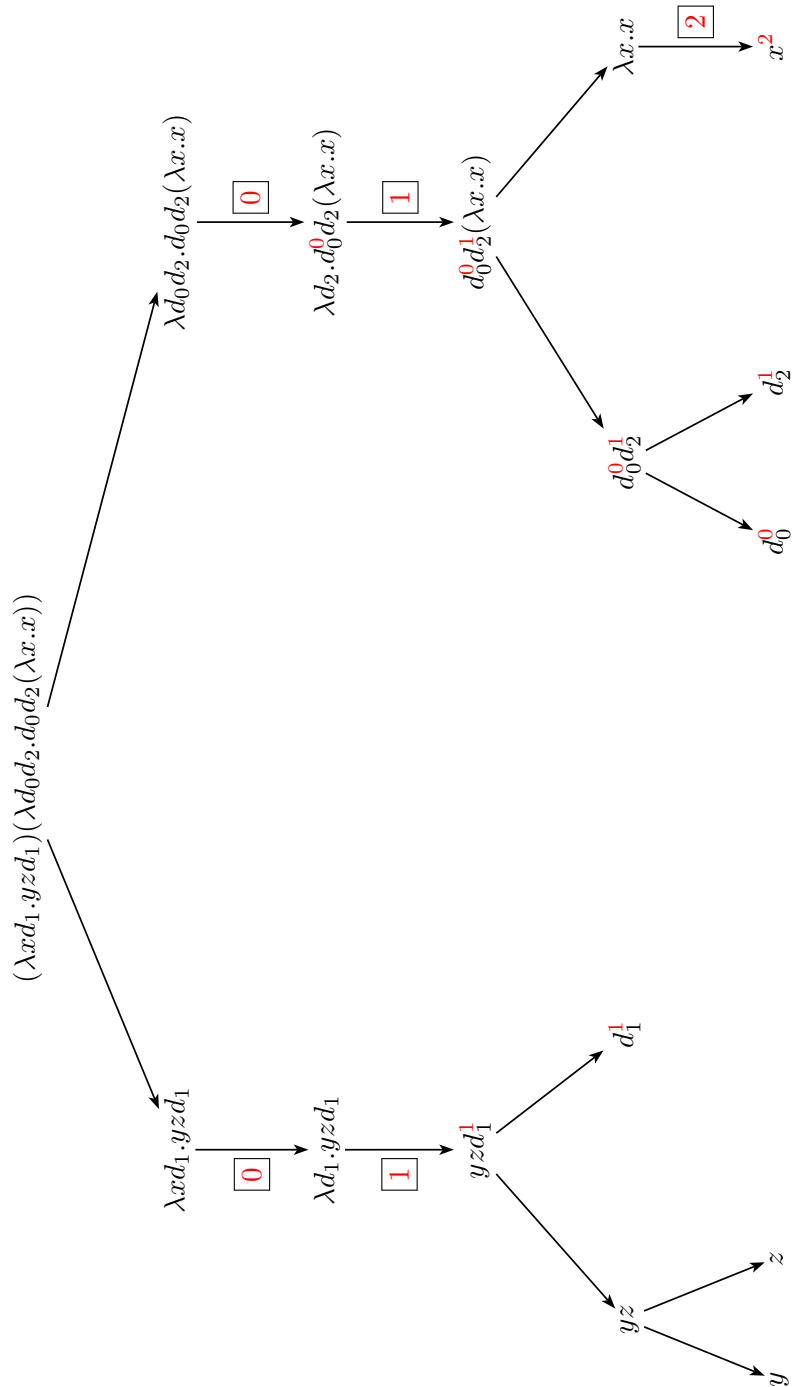 (λxd₁.yzd₁)(λd₀d₂.d₀d₂(λx.x))
λxd₁.yzd₁
λd₀d₂.d₀d₂(λx.x)
0
0
λd₁.yzd₁
λd₂.d₀⁰d₂(λx.x)
1
1
yzd₁¹
d₀⁰d₂¹(λx.x)
yz
d₁¹
d₀⁰d₂¹
λx.x
2
y
z
d₀⁰
d₂¹
x²